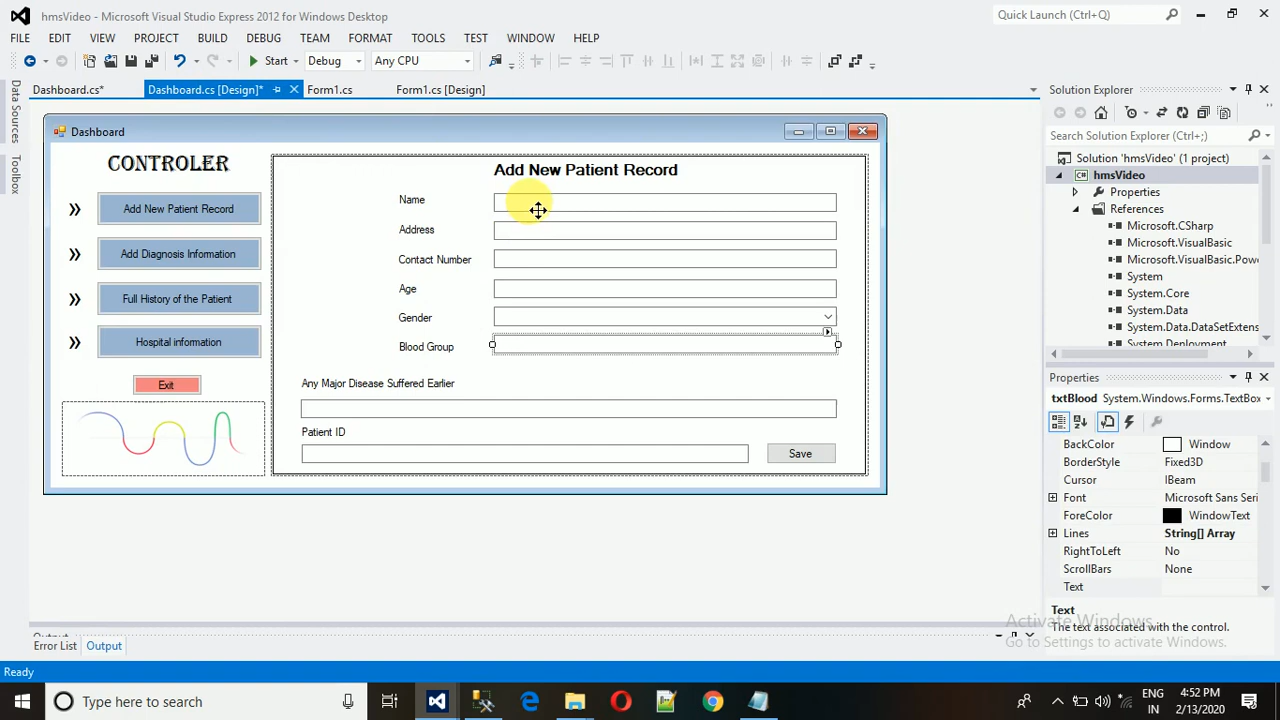 hmsVideo - Microsoft Visual Studio Express 2012 for Windows Desktop
Quick Launch (Ctrl+Q)
FILE EDIT VIEW PROJECT BUILD DEBUG TEAM FORMAT TOOLS TEST WINDOW HELP
Start Debug Any CPU
Data Sources
Toolbox
Dashboard.cs* Dashboard.cs [Design]* Form1.cs Form1.cs [Design]
Dashboard
CONTROLER
Add New Patient Record
Add Diagnosis Information
Full History of the Patient
Hospital information
Exit
Add New Patient Record
Name
Address
Contact Number
Age
Gender
Blood Group
Any Major Disease Suffered Earlier
Patient ID
Save
Solution Explorer
Search Solution Explorer (Ctrl+;)
Solution 'hmsVideo' (1 project)
C# hmsVideo
Properties
References
Microsoft.CSharp
Microsoft.VisualBasic
Microsoft.VisualBasic.Powe
System
System.Core
System.Data
System.Data.DataSetExtens
System.Deployment
Properties
txtBlood System.Windows.Forms.TextBox
BackColor Window
BorderStyle Fixed3D
Cursor IBeam
Font Microsoft Sans Seri
ForeColor WindowText
Lines String[] Array
RightToLeft No
ScrollBars None
Text
Text
The text associated with the control.
Activate Windows
Go to Settings to activate Windows.
Output
Error List Output
Ready
Type here to search
ENG
IN
4:52 PM
2/13/2020